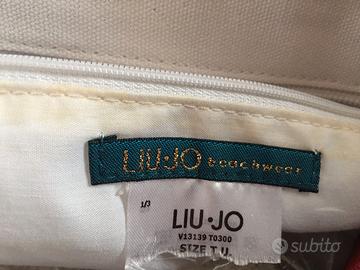 LIU·JO beachwear
1/3
LIU·JO
V13139 T0300
SIZE T.U.
subito